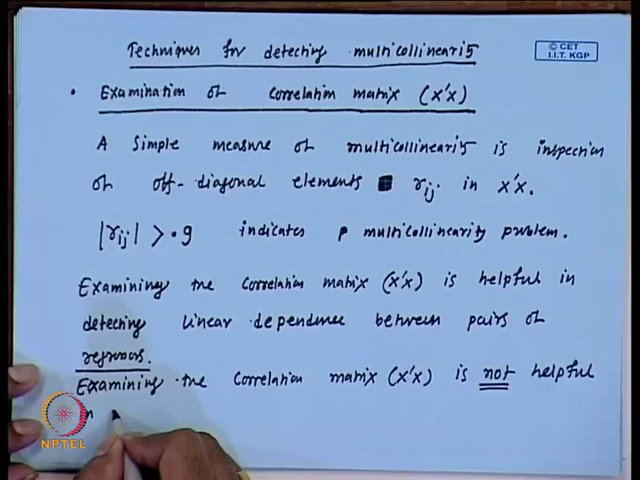 Techniques for detecting multicollinearity
© CET
I.I.T. KGP
• Examination of Correlation matrix (x'x)
A simple measure of multicollinearity is inspection
of off-diagonal elements rij in x'x.
|rij| > .9 indicates multicollinearity problem.
Examining the correlation matrix (x'x) is helpful in
detecting linear dependence between pairs of
regressors.
Examining the correlation matrix (x'x) is not helpful
in
NPTEL